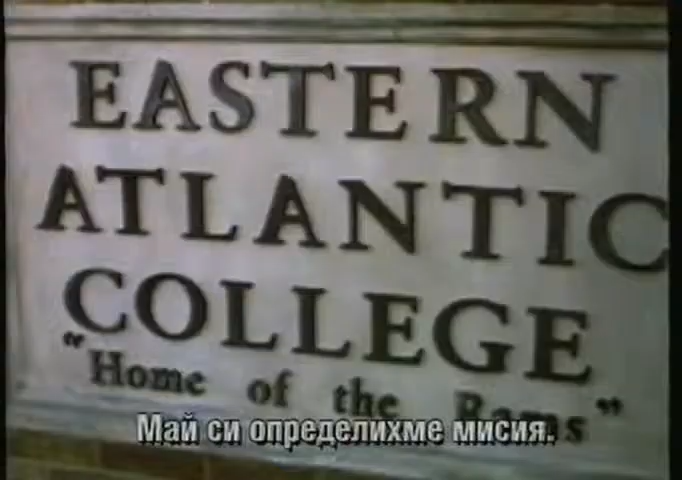 EASTERN
ATLANTIC
COLLEGE
"Home of the Rams"
Май си определихме мисия.